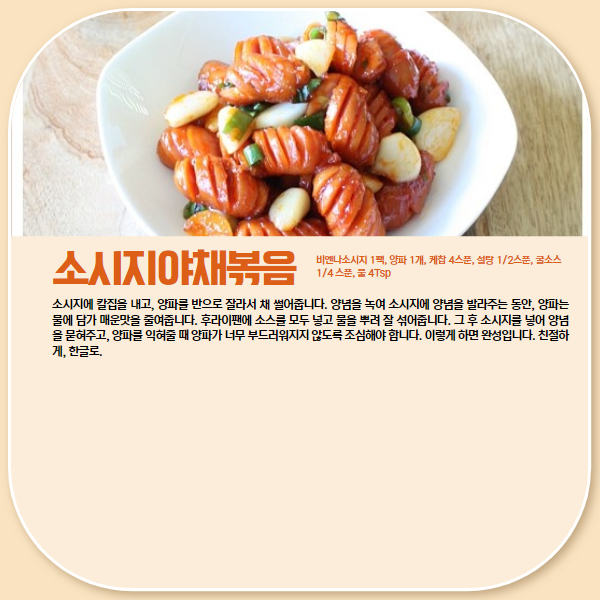 소시지야채볶음
비엔나소시지 1팩, 양파 1개, 케찹 4스푼, 설탕 1/2스푼, 굴소스
1/4 스푼, 물 4Tsp
소시지에 칼집을 내고, 양파를 반으로 잘라서 채 썰어줍니다. 양념을 녹여 소시지에 양념을 발라주는 동안, 양파는
물에 담가 매운맛을 줄여줍니다. 후라이팬에 소스를 모두 넣고 물을 뿌려 잘 섞어줍니다. 그 후 소시지를 넣어 양념
을 묻혀주고, 양파를 익혀줄 때 양파가 너무 부드러워지지 않도록 조심해야 합니다. 이렇게 하면 완성입니다. 친절하
게, 한글로.